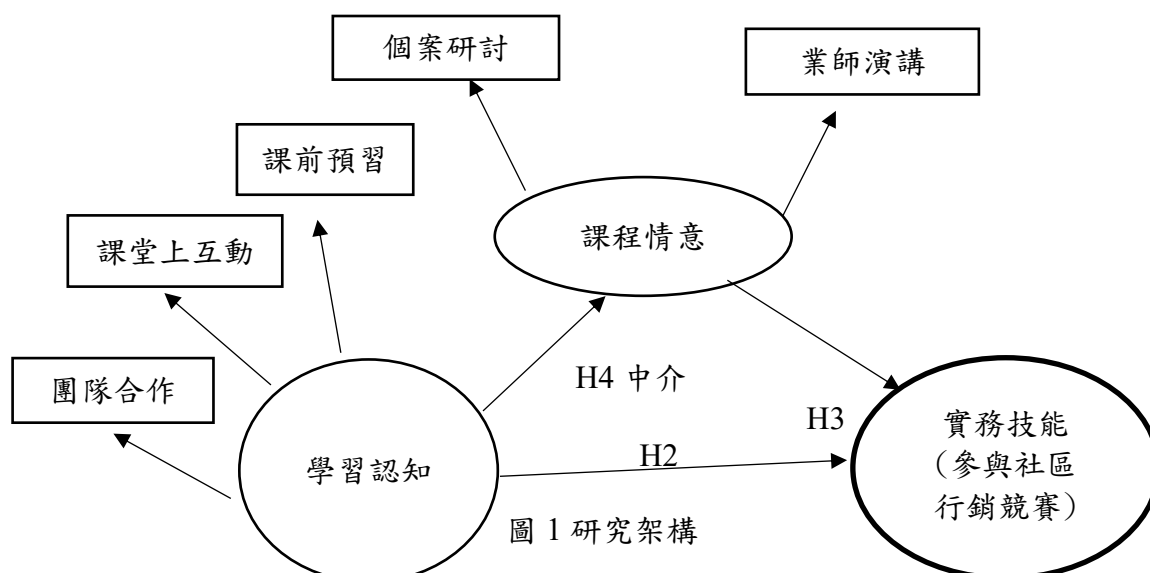 個案研討
業師演講
課前預習
課程情意
課堂上互動
團隊合作
H4 中介
H3
實務技能
（參與社區
行銷競賽）
學習認知
H2
圖 1 研究架構